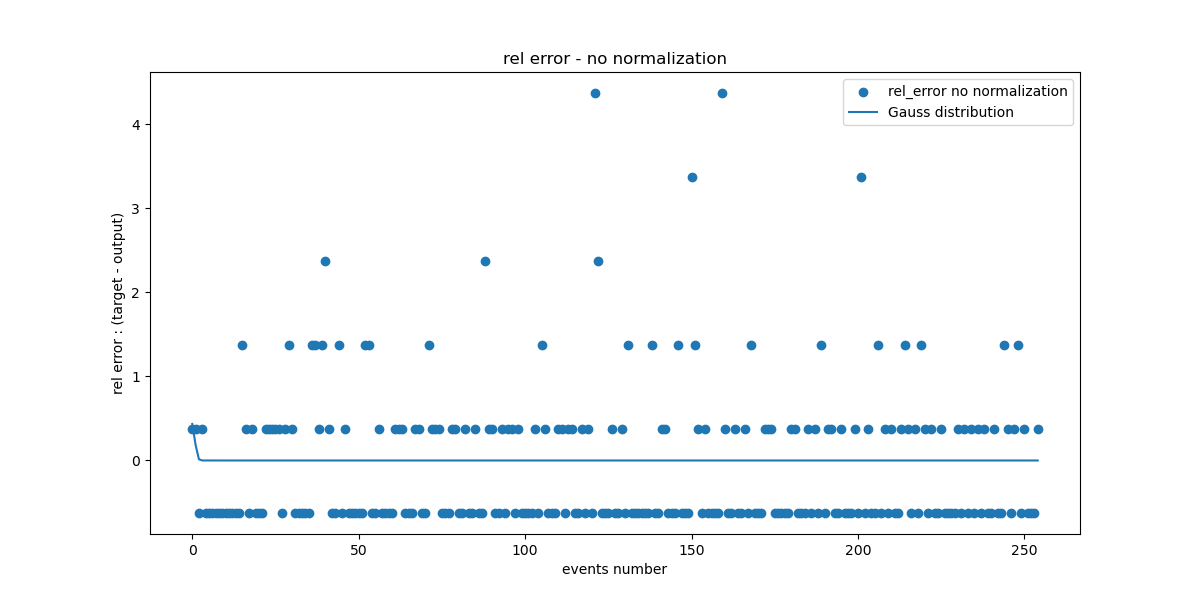 rel error - no normalization
rel_error no normalization
Gauss distribution
rel error : (target - output)
4
3
2
1
0
0
50
100
150
200
250
events number